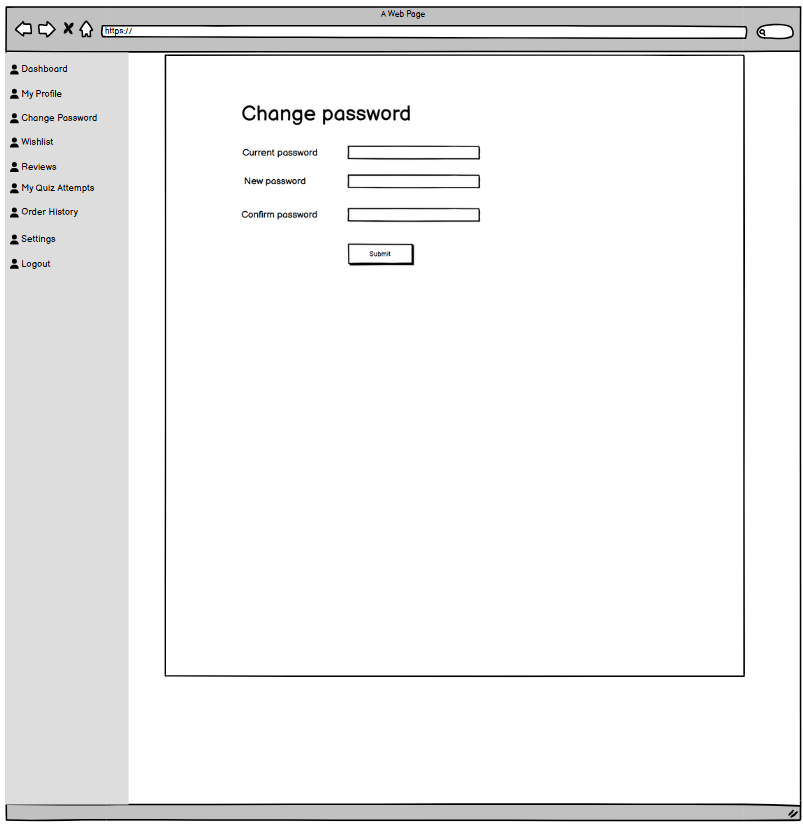 A Web Page
https://
Dashboard
My Profile
Change Password
Wishlist
Reviews
My Quiz Attempts
Order History
Settings
Logout
Change password
Current password
New password
Confirm password
Submit